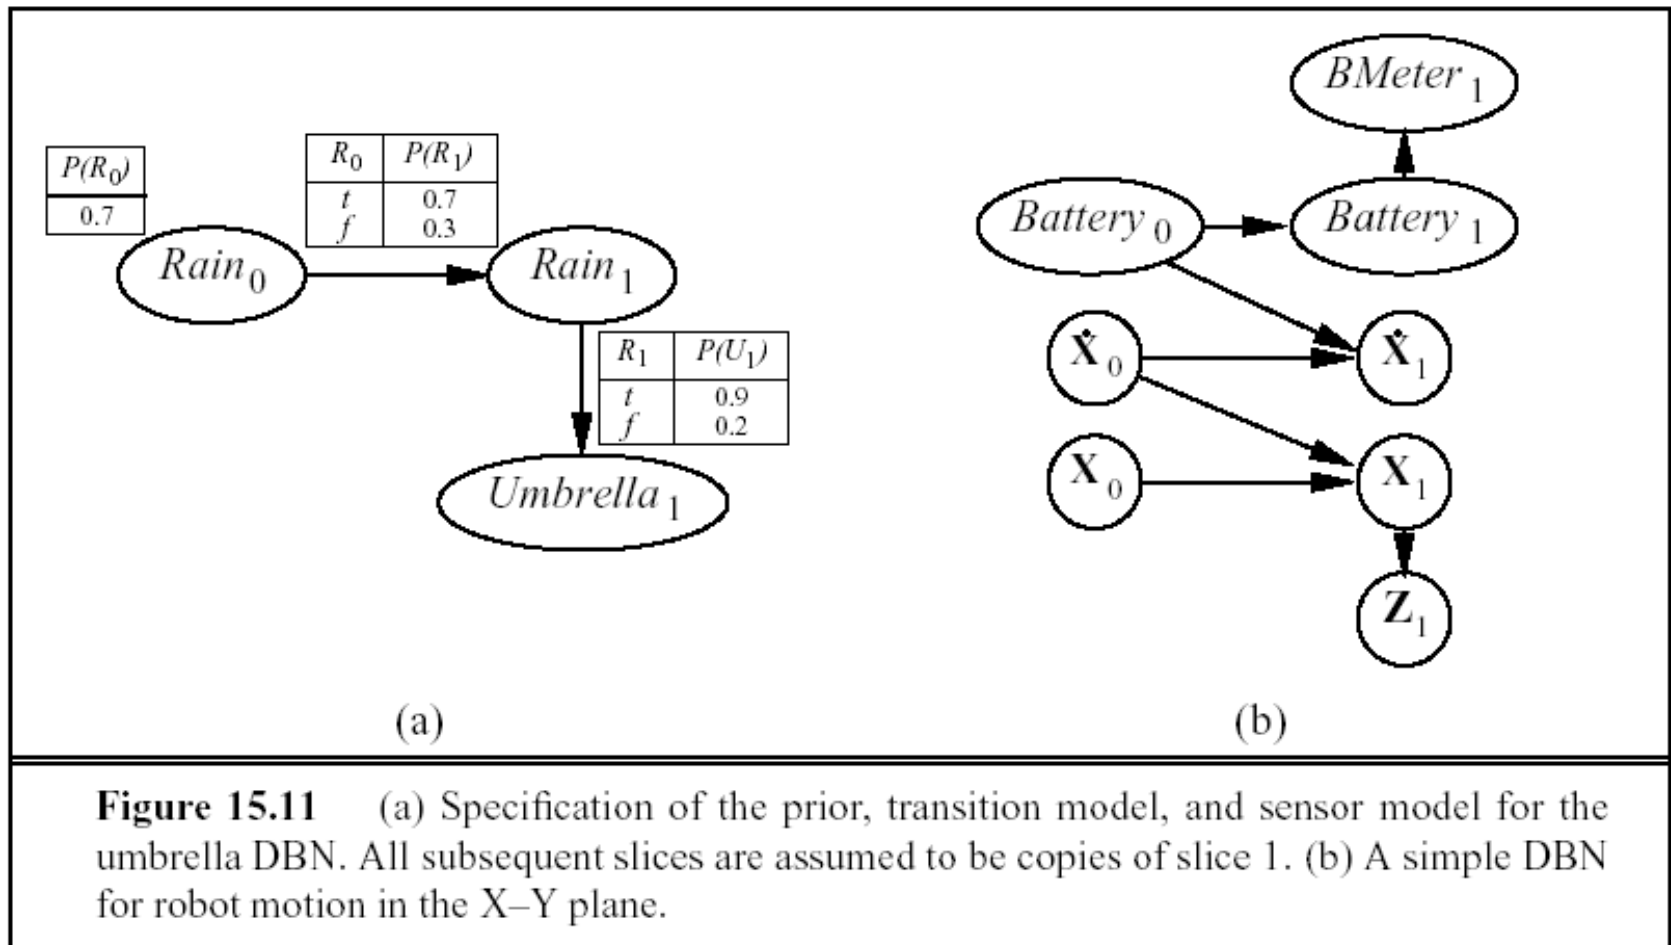 P(R0)
0.7
R0 P(R1)
t 0.7
f 0.3
Rain0
Rain1
R1 P(U1)
t 0.9
f 0.2
Umbrella1
(a)
BMeter1
Battery0
Battery1
Ẋ0
Ẋ1
X0
X1
Z1
(b)
Figure 15.11 (a) Specification of the prior, transition model, and sensor model for the
umbrella DBN. All subsequent slices are assumed to be copies of slice 1. (b) A simple DBN
for robot motion in the X–Y plane.